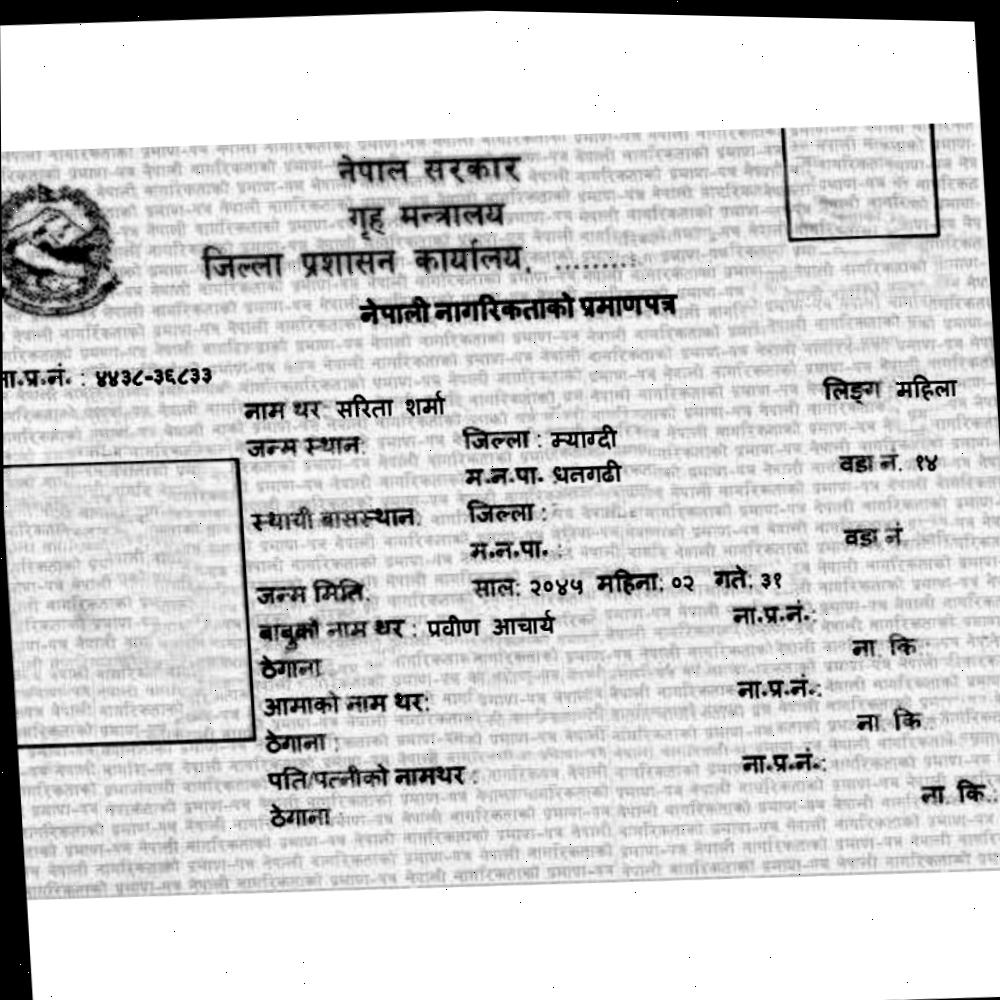 नेपाल सरकार
गृह मन्त्रालय
जिल्ला प्रशासन कार्यालय, .........
नेपाली नागरिकताको प्रमाणपत्र
ना.प्र.नं. : ४४३८-३६८३३
लिङ्ग महिला
नाम थर: सरिता शर्मा
जन्म स्थान: जिल्ला : म्याग्दी
म.न.पा. धनगढी वडा नं. १४
स्थायी बासस्थान: जिल्ला :
म.न.पा. : वडा नं.
जन्म मिति: साल: २०४५ महिना: ०२ गते: ३१
बाबुको नाम थर : प्रवीण आचार्य ना.प्र.नं.:
ठेगाना ना. कि.:
आमाको नाम थर: ना.प्र.नं.:
ठेगाना : ना. कि.:
पति/पत्नीको नामथर : ना.प्र.नं.:
ठेगाना : ना. कि.: